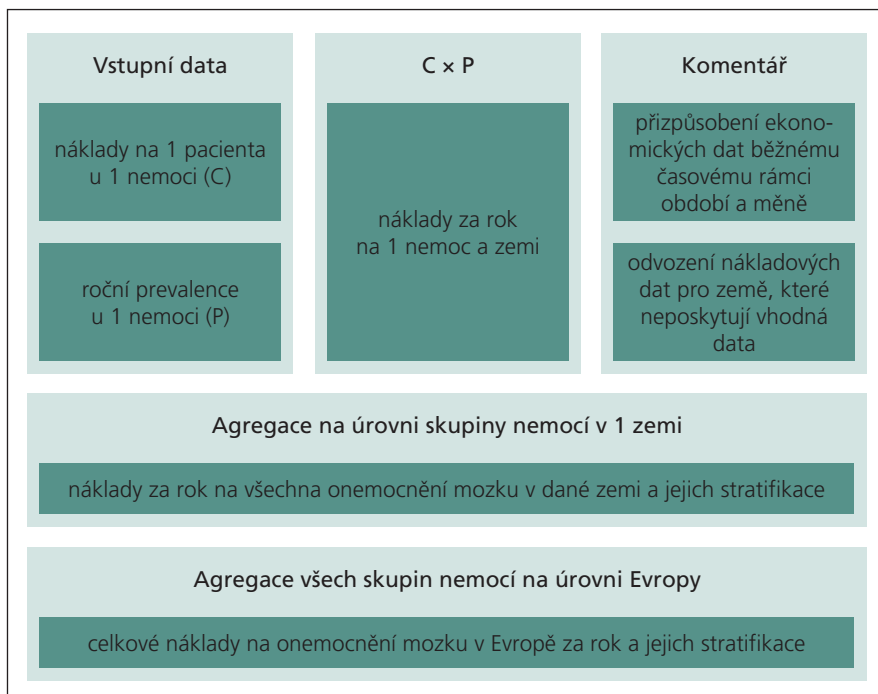 Vstupní data
náklady na 1 pacienta
u 1 nemoci (C)
roční prevalence
u 1 nemoci (P)
C × P
náklady za rok
na 1 nemoc a zemi
Komentář
přizpůsobení ekono-
mických dat běžnému
časovému rámci
období a měně
odvození nákladových
dat pro země, které
neposkytují vhodná
data
Agregace na úrovni skupiny nemocí v 1 zemi
náklady za rok na všechna onemocnění mozku v dané zemi a jejich stratifikace
Agregace všech skupin nemocí na úrovni Evropy
celkové náklady na onemocnění mozku v Evropě za rok a jejich stratifikace